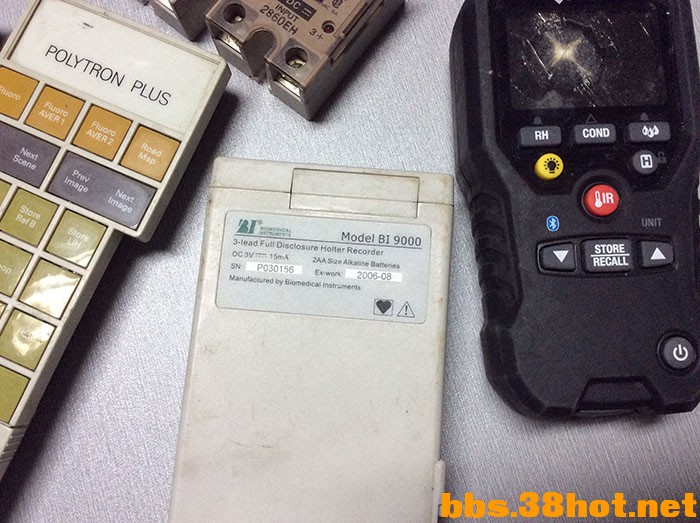 POLYTRON PLUS
Fluoro
Fluoro
AVER 1
Fluoro
AVER 2
Road
Map
Next
Scene
Prev
Image
Next
Image
Store
Ref B
Store
LIH
INPUT
2860EH
3+
BI
BIOMEDICAL
INSTRUMENTS
Model BI 9000
3-lead Full Disclosure Holter Recorder
DC 3V 15mA 2AA Size Alkaline Batteries
SN P030156 Ex-work: 2006-08
Manufactured by Biomedical Instruments
RH
COND
H
IR
UNIT
STORE
RECALL
bbs.38hot.net